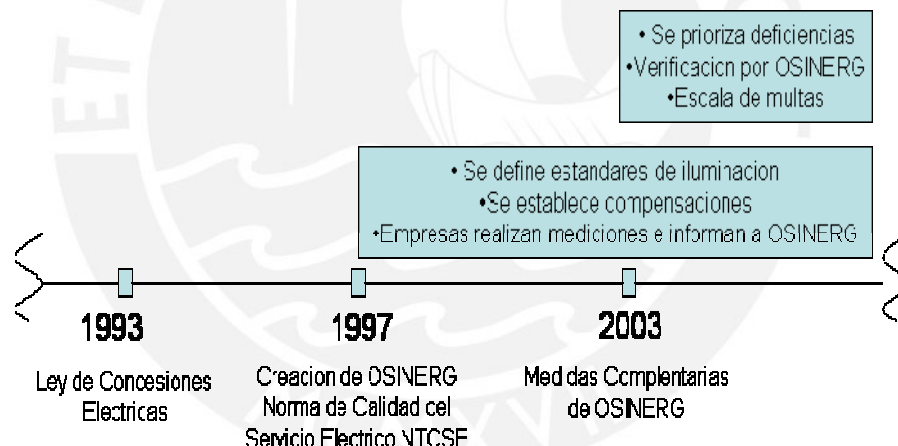 • Se prioriza deficiencias
•Verificacion por OSINERG
•Escala de multas
• Se define estandares de iluminacion
•Se establece compensaciones
•Empresas realizan mediciones e informan a OSINERG
1993
1997
2003
Ley de Concesiones
Electricas
Creacion de OSINERG
Norma de Calidad del
Servicio Electrico NTCSE
Medidas Complentarias
de OSINERG